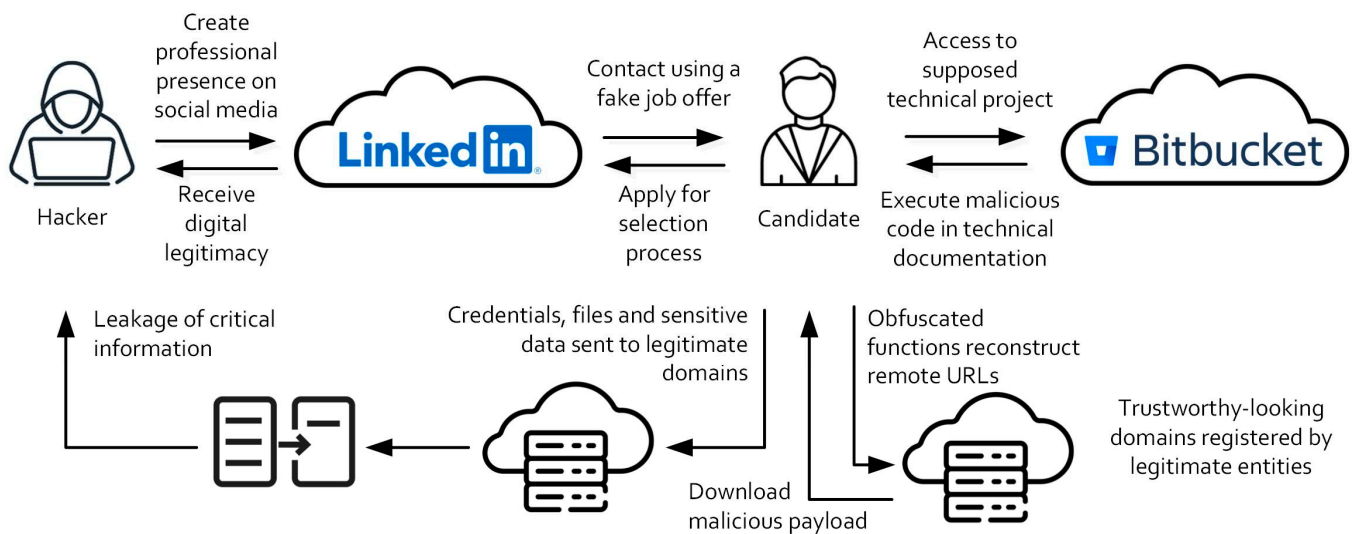 Create
professional
presence on
social media
Receive
digital
legitimacy
Hacker
Linked in®
Contact using a
fake job offer
Apply for
selection
process
Candidate
Access to
supposed
technical project
Execute malicious
code in technical
documentation
Bitbucket
Leakage of critical
information
Credentials, files and sensitive
data sent to legitimate
domains
Obfuscated
functions reconstruct
remote URLs
Download
malicious payload
Trustworthy-looking
domains registered by
legitimate entities